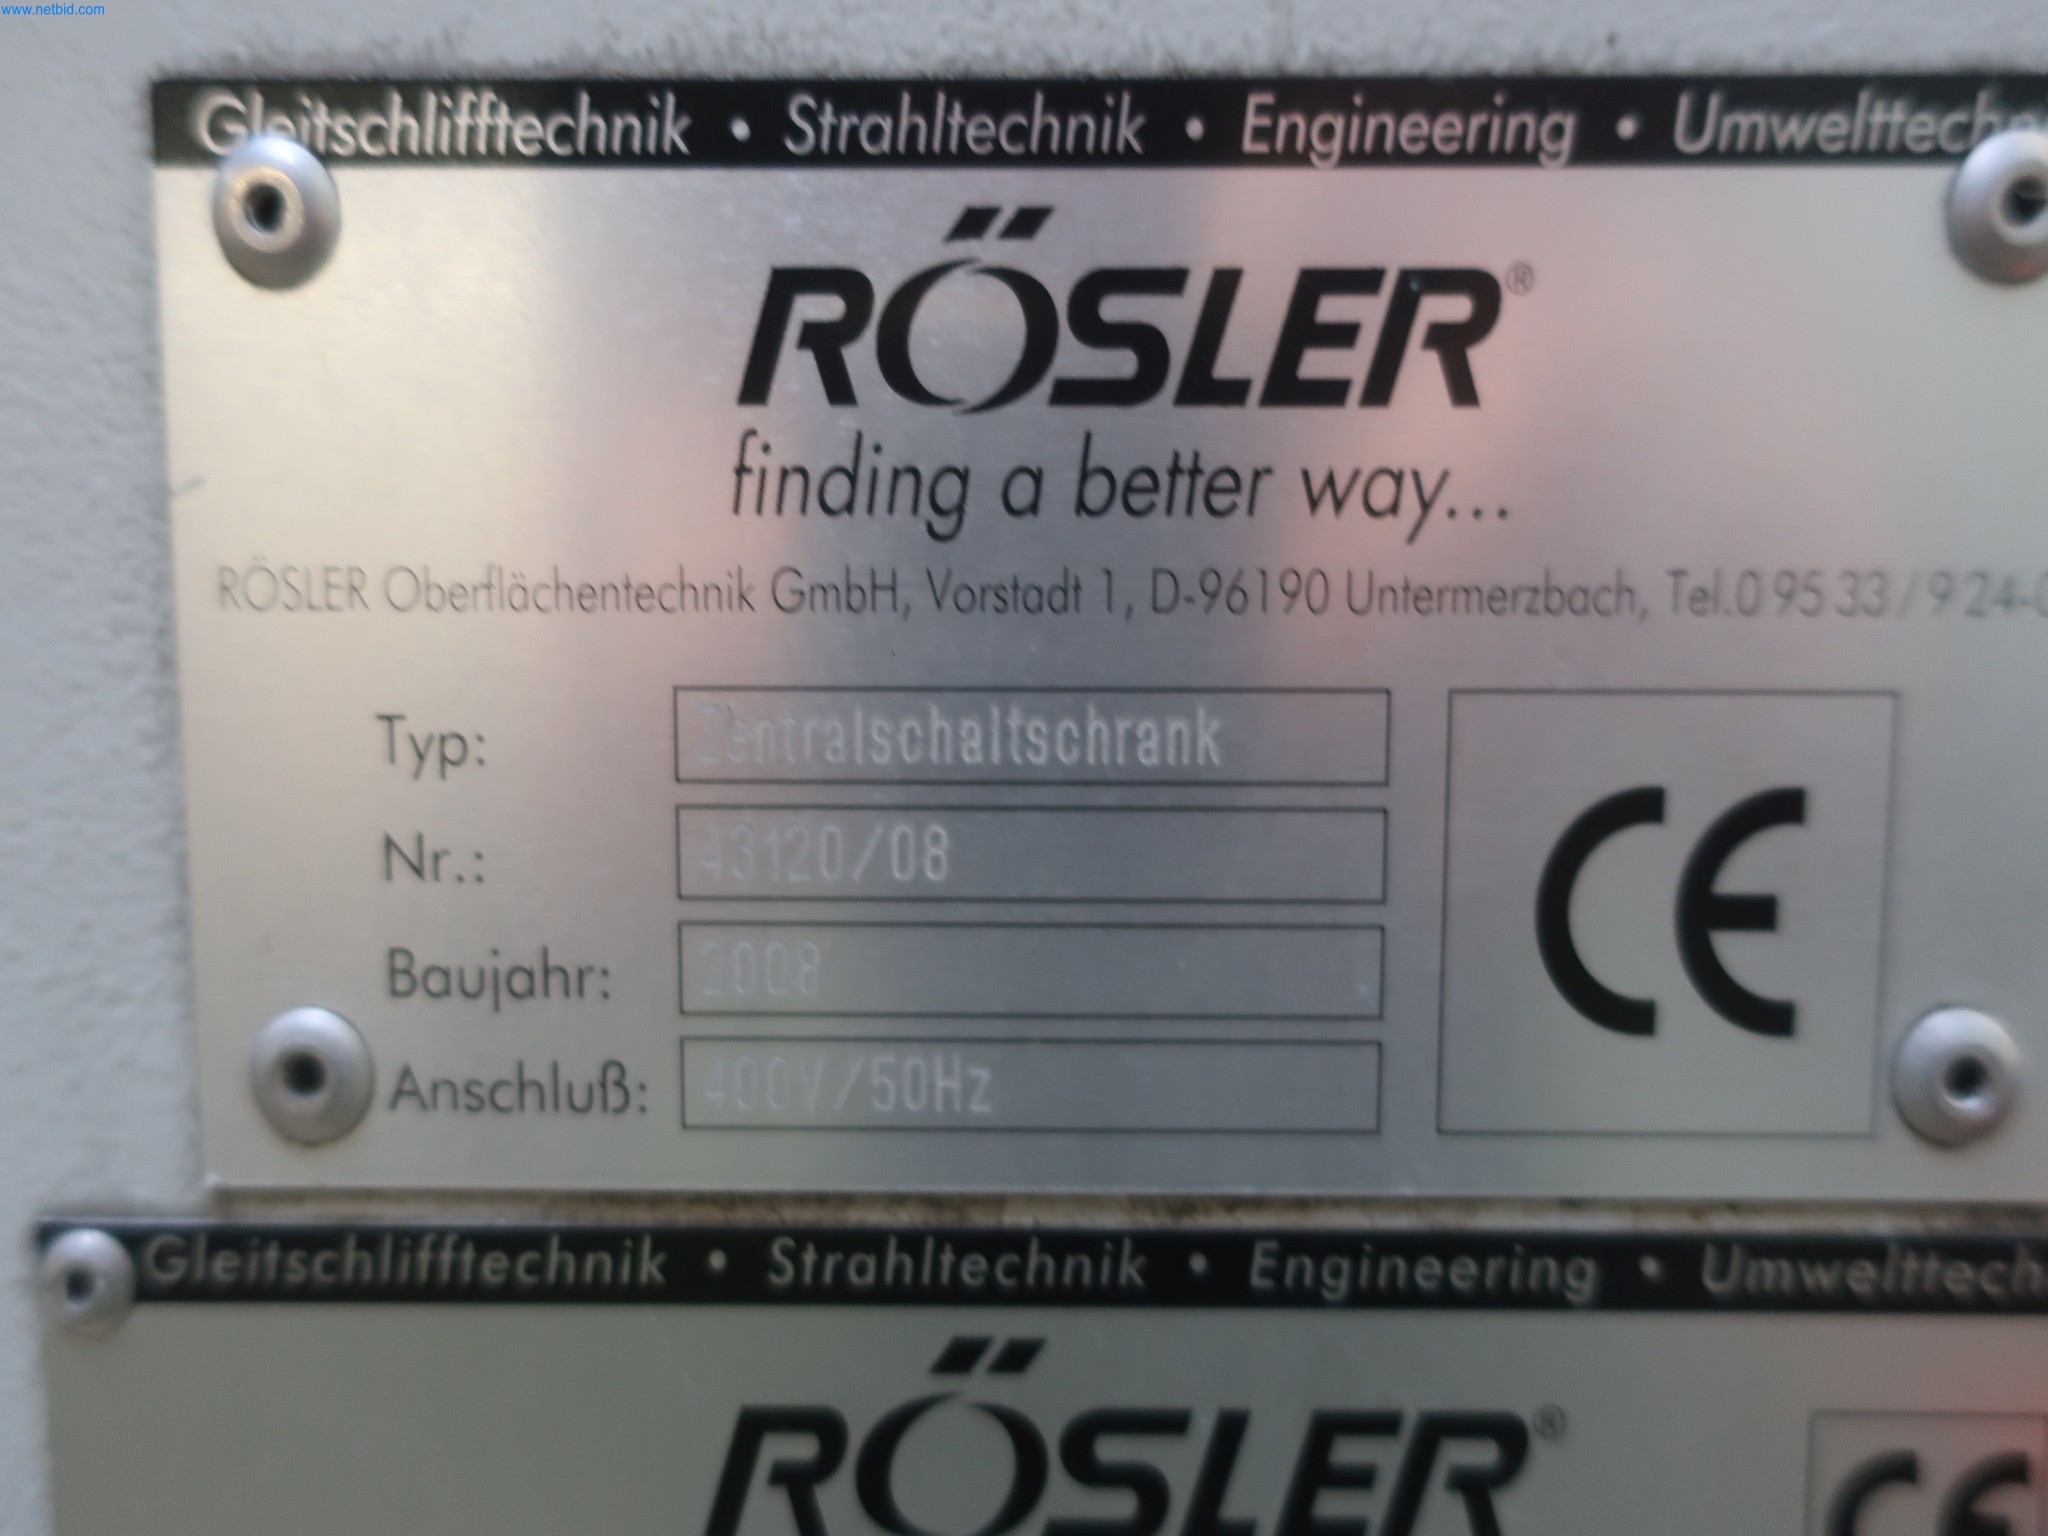 www.netbid.com
Gleitschlifftechnik • Strahltechnik • Engineering • Umwelttechn
RÖSLER®
finding a better way...
RÖSLER Oberflächentechnik GmbH, Vorstadt 1, D-96190 Untermerzbach, Tel.0 95 33 / 9 24-0
Typ: Zentralschaltschrank
Nr.: 43120/08
Baujahr: 2008
Anschluß: 400V/50Hz
CE
Gleitschlifftechnik • Strahltechnik • Engineering • Umwelttech
RÖSLER®
CE